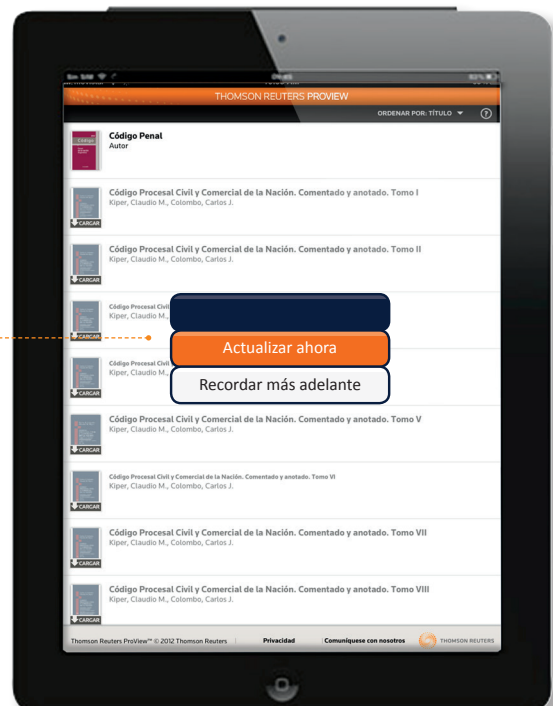 Sin SIM
09:45
82%
THOMSON REUTERS PROVIEW
ORDENAR POR: TÍTULO
?
Código
Código Penal
Autor
Código Procesal Civil y Comercial de la Nación. Comentado y anotado. Tomo I
Kiper, Claudio M., Colombo, Carlos J.
CARGAR
Código Procesal Civil y Comercial de la Nación. Comentado y anotado. Tomo II
Kiper, Claudio M., Colombo, Carlos J.
CARGAR
Código Procesal Civil
Kiper, Claudio M.,
CARGAR
Actualizar ahora
Código Procesal Civil
Kiper, Claudio M.,
Recordar más adelante
CARGAR
Código Procesal Civil y Comercial de la Nación. Comentado y anotado. Tomo V
Kiper, Claudio M., Colombo, Carlos J.
CARGAR
Código Procesal Civil y Comercial de la Nación. Comentado y anotado. Tomo VI
Kiper, Claudio M., Colombo, Carlos J.
CARGAR
Código Procesal Civil y Comercial de la Nación. Comentado y anotado. Tomo VII
Kiper, Claudio M., Colombo, Carlos J.
CARGAR
Código Procesal Civil y Comercial de la Nación. Comentado y anotado. Tomo VIII
Kiper, Claudio M., Colombo, Carlos J.
CARGAR
Thomson Reuters ProView™ © 2012 Thomson Reuters
Privacidad
Comuníquese con nosotros
THOMSON REUTERS